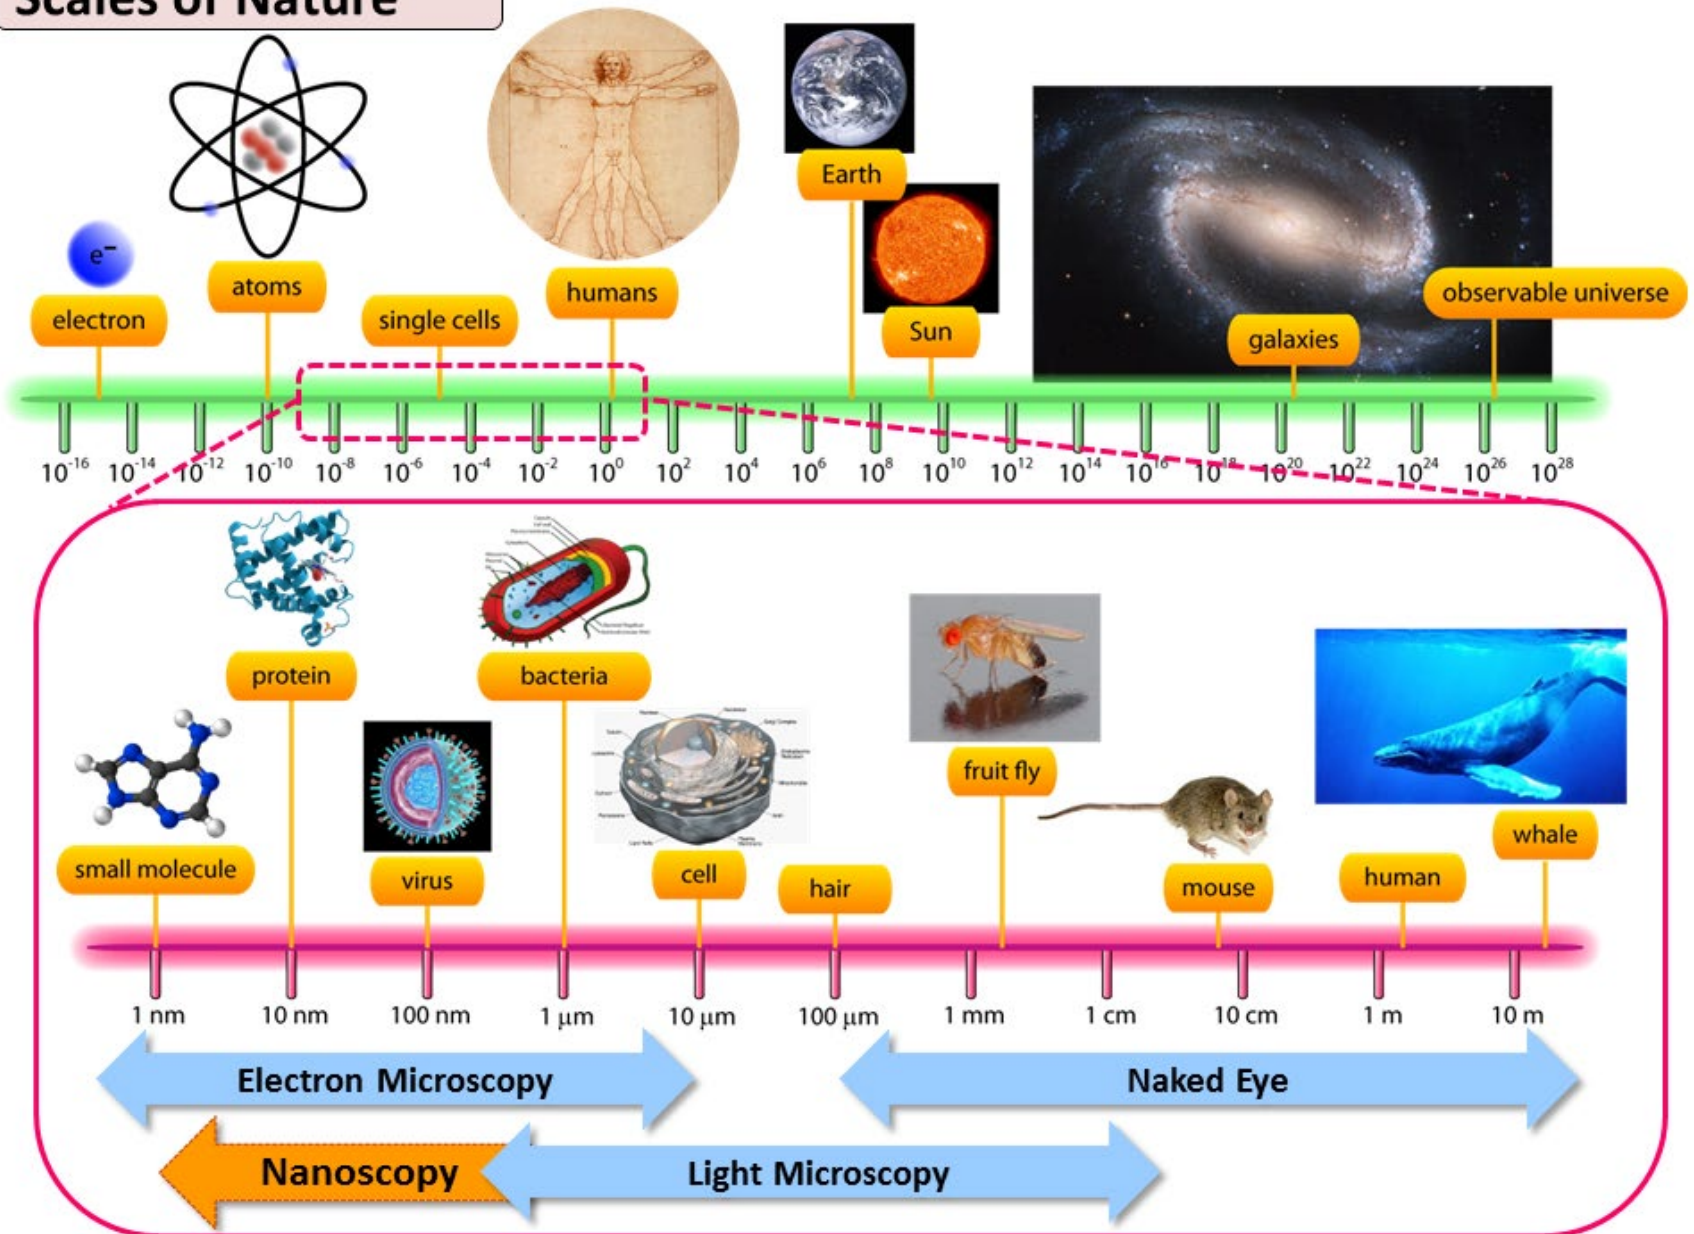 Scales of Nature
e−
electron
atoms
single cells
humans
Earth
Sun
galaxies
observable universe
10-16 10-14 10-12 10-10 10-8 10-6 10-4 10-2 100 102 104 106 108 1010 1012 1014 1016 1018 1020 1022 1024 1026 1028
small molecule
protein
virus
bacteria
cell
hair
fruit fly
mouse
human
whale
1 nm 10 nm 100 nm 1 μm 10 μm 100 μm 1 mm 1 cm 10 cm 1 m 10 m
Electron Microscopy
Naked Eye
Nanoscopy
Light Microscopy